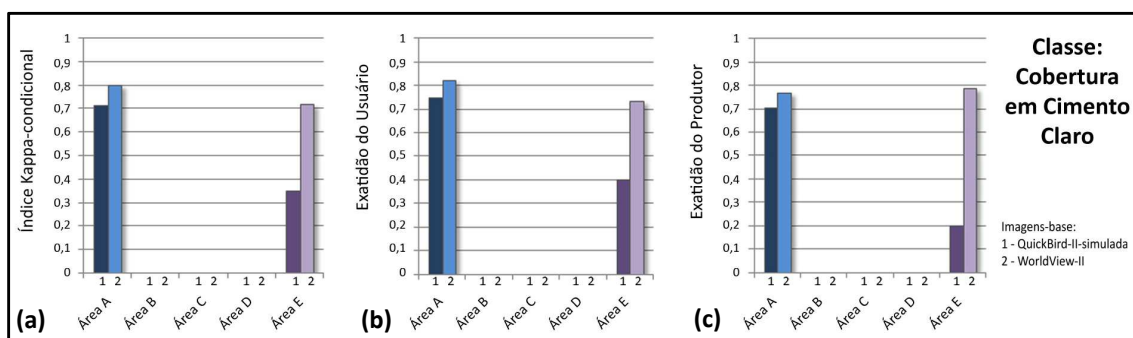 Índice Kappa-condicional
1
0,9
0,8
0,7
0,6
0,5
0,4
0,3
0,2
0,1
0
1 2 1 2 1 2 1 2 1 2
Área A Área B Área C Área D Área E
(a)
Exatidão do Usuário
1
0,9
0,8
0,7
0,6
0,5
0,4
0,3
0,2
0,1
0
1 2 1 2 1 2 1 2 1 2
Área A Área B Área C Área D Área E
(b)
Exatidão do Produtor
1
0,9
0,8
0,7
0,6
0,5
0,4
0,3
0,2
0,1
0
1 2 1 2 1 2 1 2 1 2
Área A Área B Área C Área D Área E
(c)
Classe:
Cobertura
em Cimento
Claro
Imagens-base:
1 - QuickBird-II-simulada
2 - WorldView-II